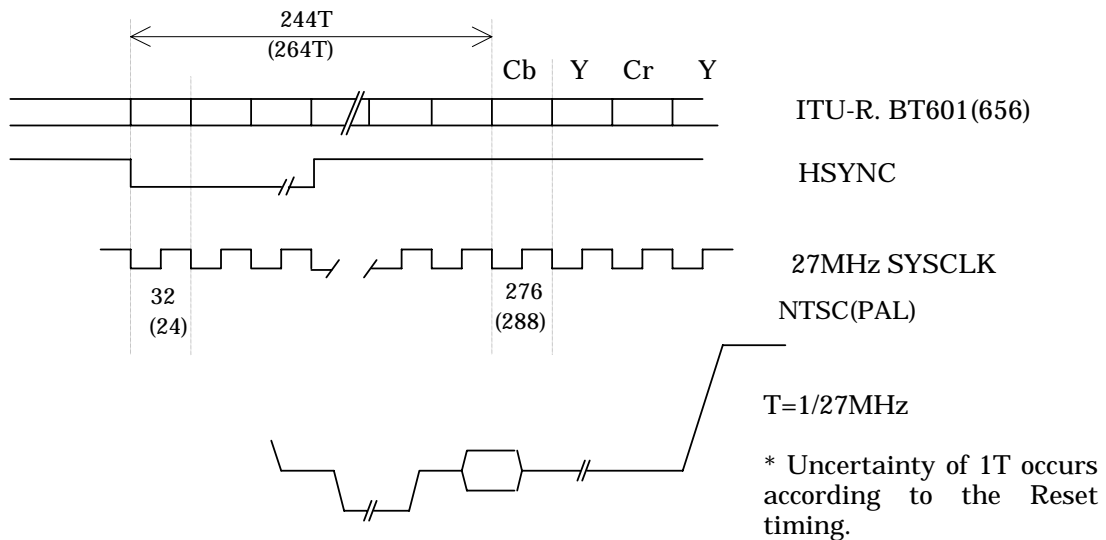 244T
(264T)
Cb Y Cr Y
ITU-R. BT601(656)
HSYNC
27MHz SYSCLK
32
(24)
276
(288)
NTSC(PAL)
T=1/27MHz
* Uncertainty of 1T occurs
according to the Reset
timing.